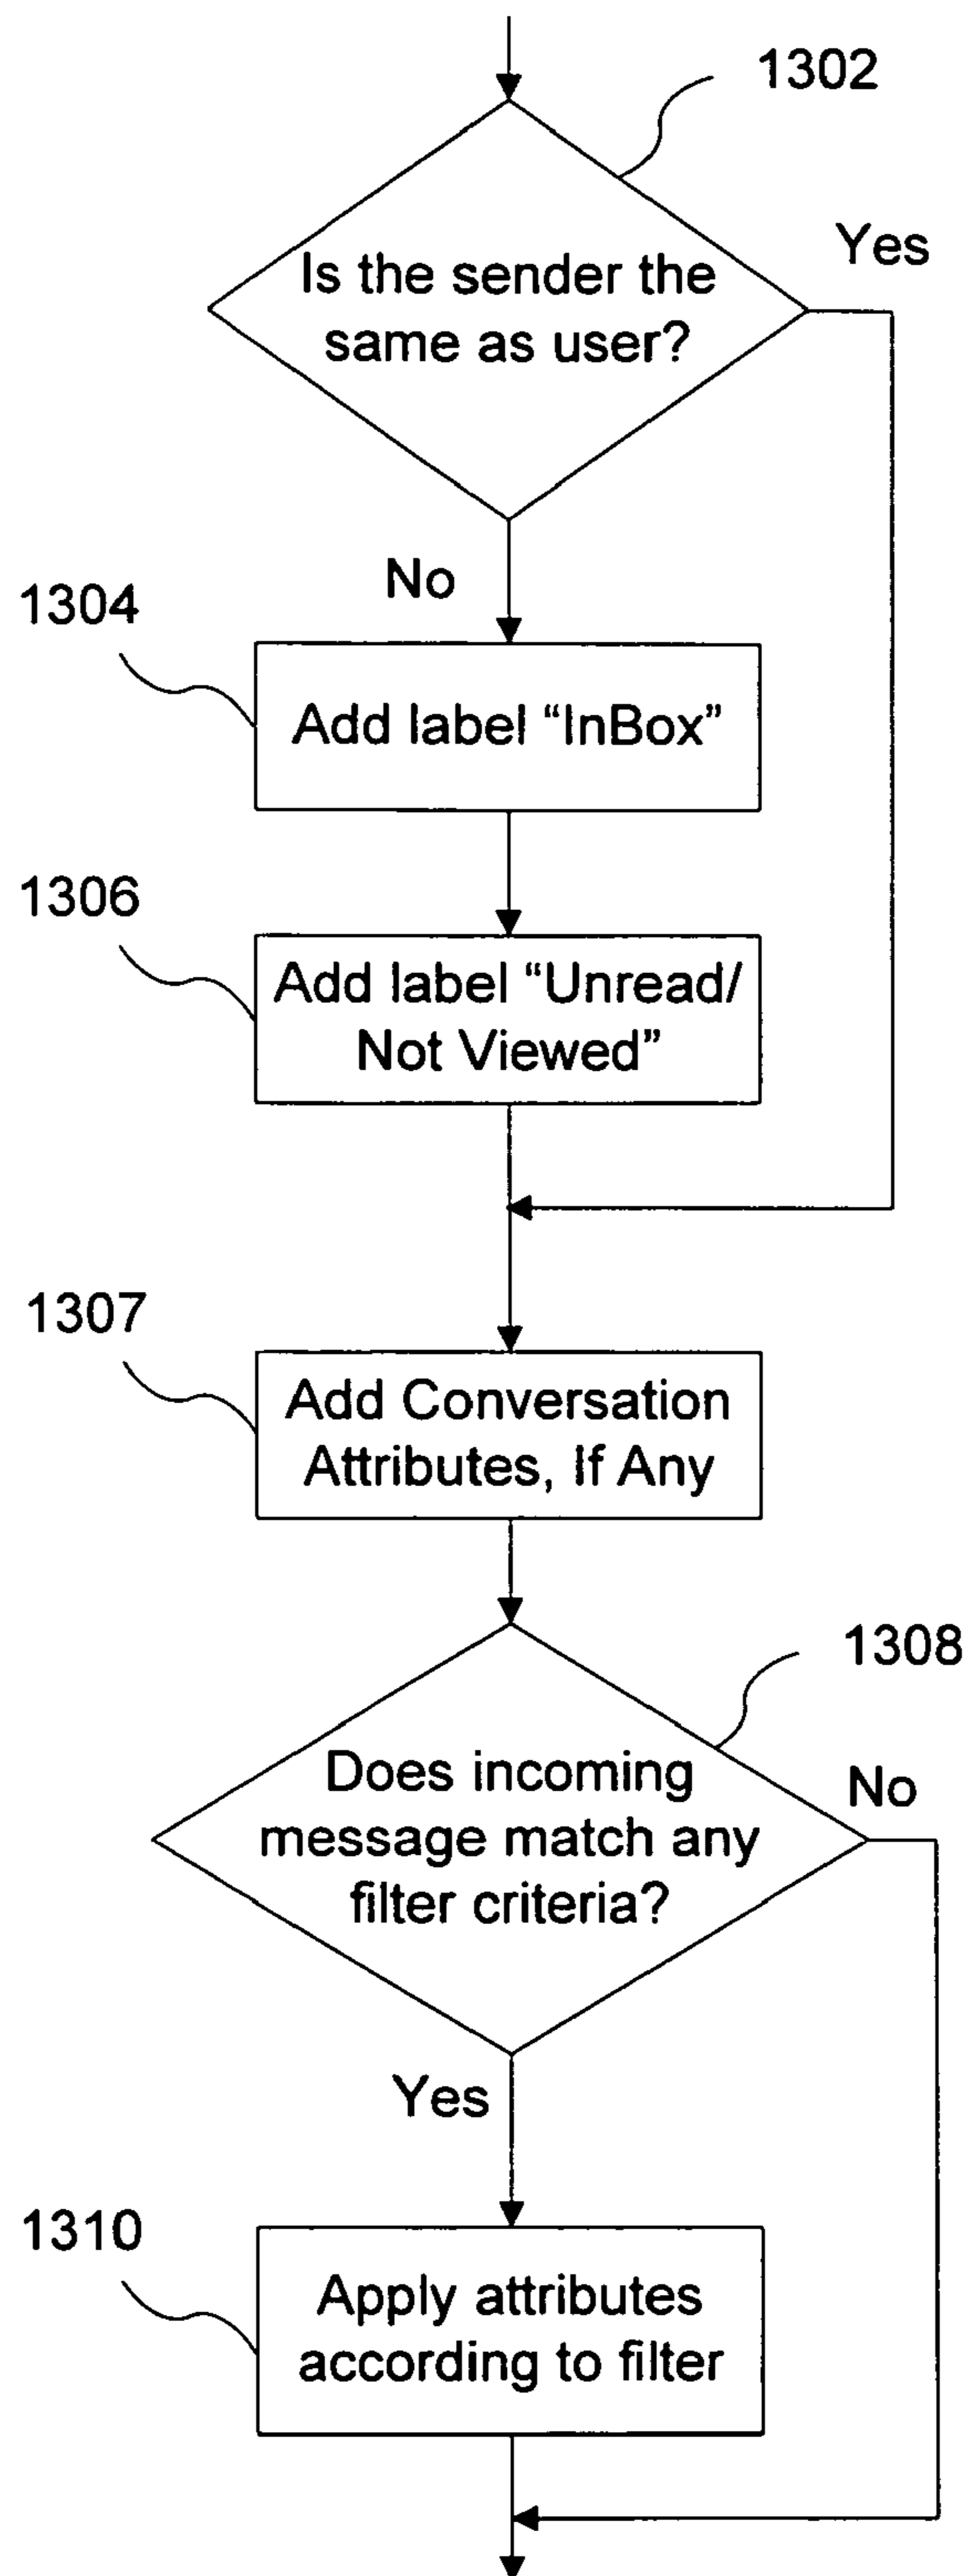 1302
Is the sender the
same as user?
Yes
No
1304
Add label “InBox”
1306
Add label “Unread/
Not Viewed”
1307
Add Conversation
Attributes, If Any
1308
Does incoming
message match any
filter criteria?
No
Yes
1310
Apply attributes
according to filter